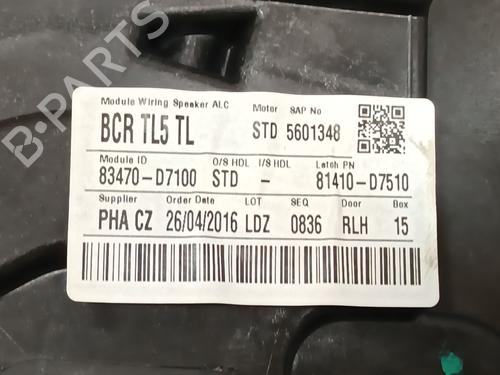 B-PARTS
Module Wiring Speaker ALC Motor SAP No
BCR TL5 TL STD 5601348
Module ID O/S HDL I/S HDL Latch PN
83470-D7100 STD - 81410-D7510
Supplier Order Date LOT SEQ Door Box
PHA CZ 26/04/2016 LDZ 0836 RLH 15